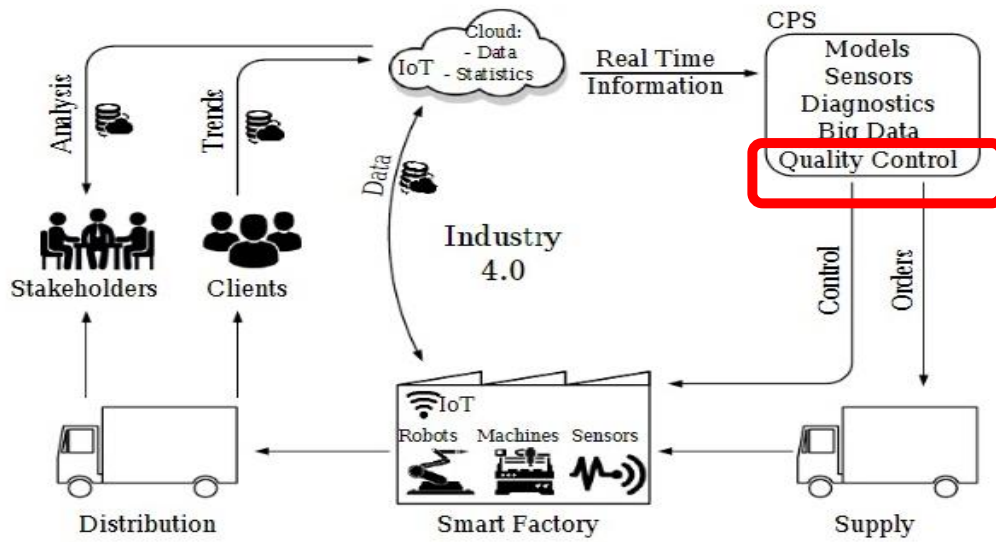 CPS
Cloud:
- Data
IoT - Statistics
Real Time
Information
Models
Sensors
Diagnostics
Big Data
Quality Control
Analysis
Trends
Data
Industry
4.0
Control
Orders
Stakeholders
Clients
IoT
Robots Machines Sensors
Distribution
Smart Factory
Supply